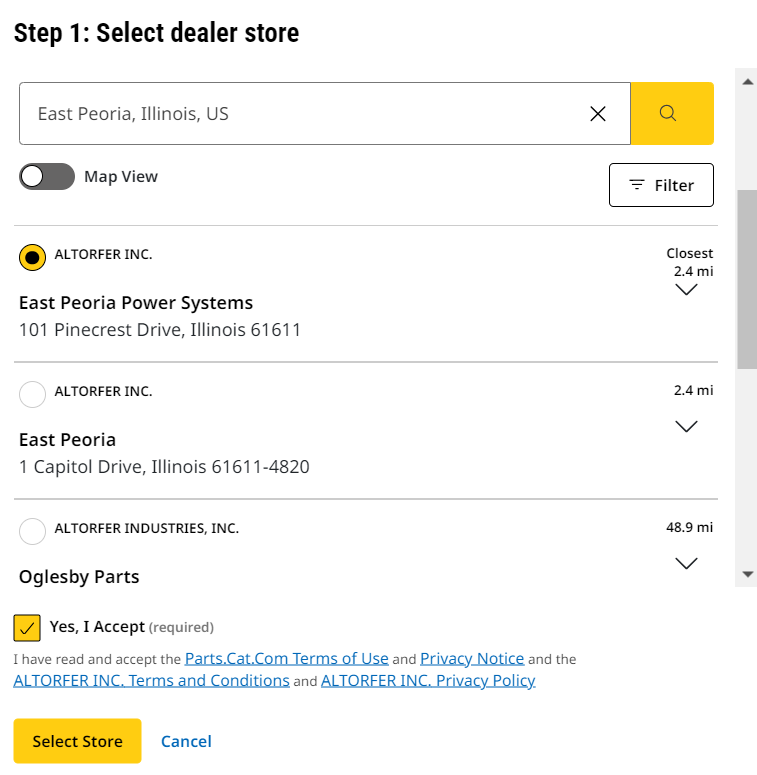 Step 1: Select dealer store
East Peoria, Illinois, US
Map View
Filter
ALTORFER INC.
Closest
2.4 mi
East Peoria Power Systems
101 Pinecrest Drive, Illinois 61611
ALTORFER INC.
2.4 mi
East Peoria
1 Capitol Drive, Illinois 61611-4820
ALTORFER INDUSTRIES, INC.
48.9 mi
Oglesby Parts
Yes, I Accept (required)
I have read and accept the Parts.Cat.Com Terms of Use and Privacy Notice and the
ALTORFER INC. Terms and Conditions and ALTORFER INC. Privacy Policy
Select Store
Cancel